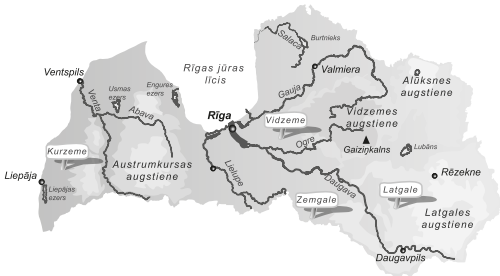 Salaca
Burtnieks
Rīgas jūras
līcis
Ventspils
Valmiera
Usmas
ezers
Engures
ezers
Gauja
Alūksnes
augstiene
Venta
Abava
Rīga
Vidzeme
Vidzemes
augstiene
Ogre
Gaiziņkalns
Lubāns
Kurzeme
Austrumkursas
augstiene
Lielupe
Liepāja
Liepājas
ezers
Daugava
Rēzekne
Zemgale
Latgale
Latgales
augstiene
Daugavpils